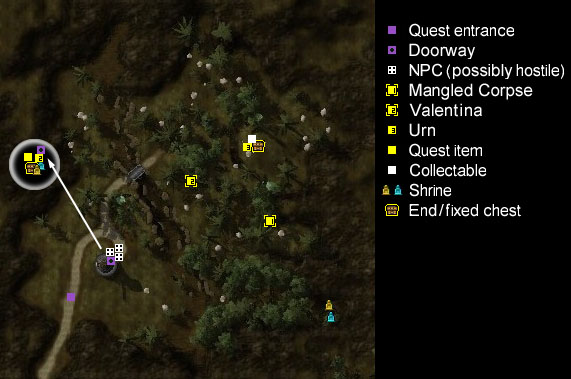 Quest entrance
Doorway
NPC (possibly hostile)
Mangled Corpse
Valentina
Urn
Quest item
Collectable
Shrine
End/fixed chest